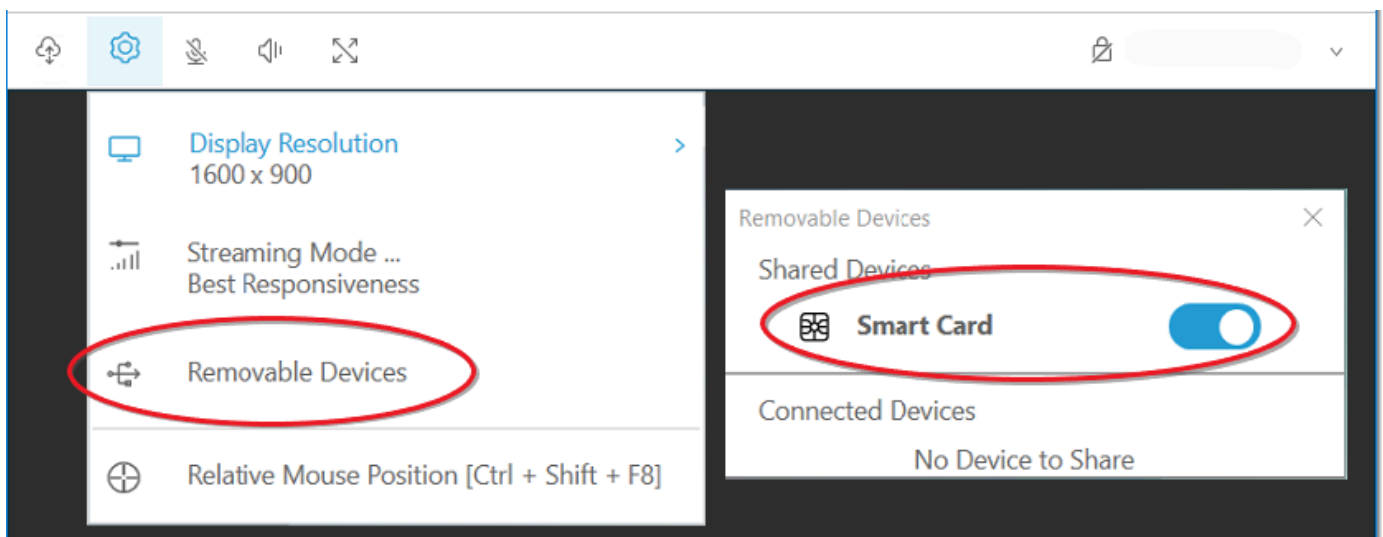 Display Resolution
1600 x 900
Streaming Mode ...
Best Responsiveness
Removable Devices
Relative Mouse Position [Ctrl + Shift + F8]
Removable Devices
Shared Devices
Smart Card
Connected Devices
No Device to Share